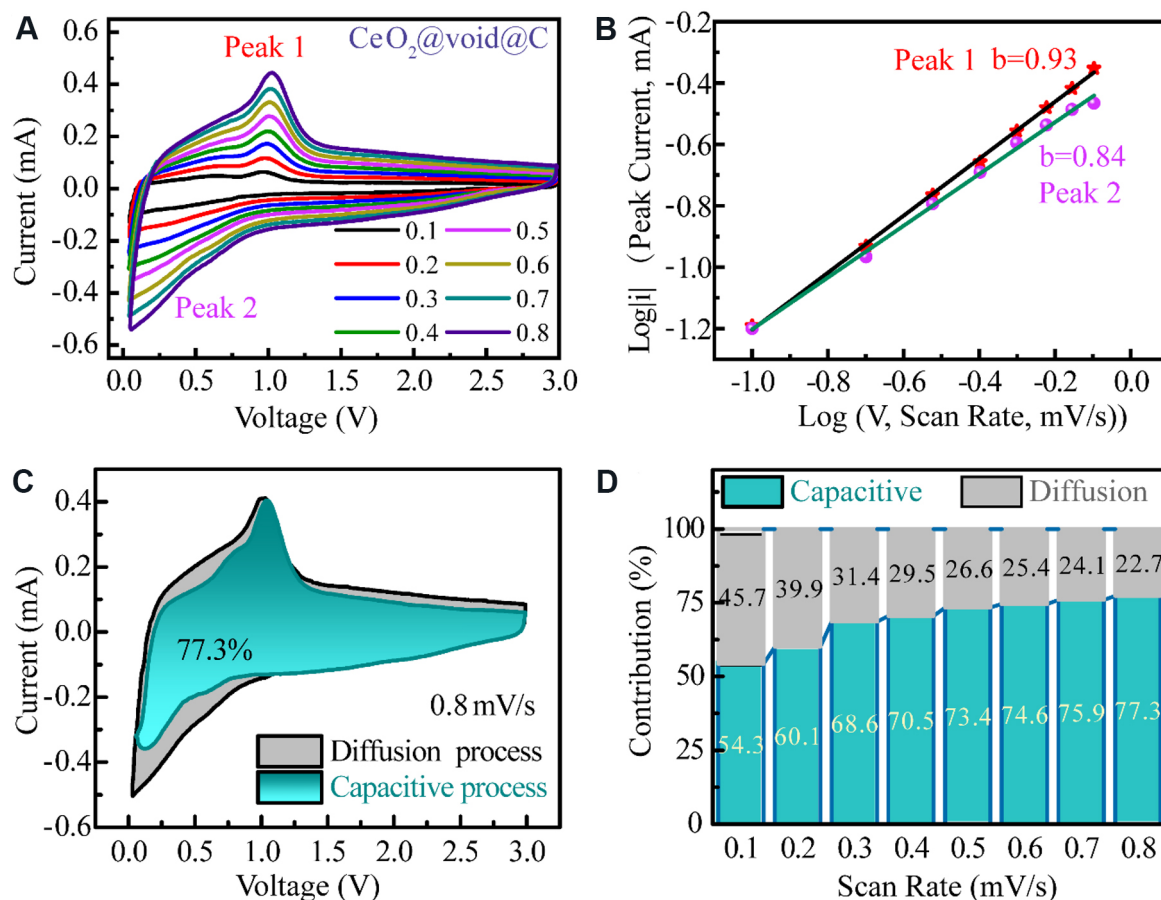 A
0.6
0.4
0.2
0.0
-0.2
-0.4
-0.6
Current (mA)
Peak 1
CeO2@void@C
Peak 2
0.1
0.2
0.3
0.4
0.5
0.6
0.7
0.8
0.0 0.5 1.0 1.5 2.0 2.5 3.0
Voltage (V)
B
-0.2
-0.4
-0.6
-0.8
-1.0
-1.2
Log|i| (Peak Current, mA)
Peak 1 b=0.93
b=0.84
Peak 2
-1.0 -0.8 -0.6 -0.4 -0.2 0.0
Log (V, Scan Rate, mV/s))
C
0.4
0.2
0.0
-0.2
-0.4
-0.6
Current (mA)
77.3%
0.8 mV/s
Diffusion process
Capacitive process
0.0 0.5 1.0 1.5 2.0 2.5 3.0
Voltage (V)
D
Capacitive
Diffusion
100
75
50
25
0
Contribution (%)
45.7 39.9 31.4 29.5 26.6 25.4 24.1 22.7
54.3 60.1 68.6 70.5 73.4 74.6 75.9 77.3
0.1 0.2 0.3 0.4 0.5 0.6 0.7 0.8
Scan Rate (mV/s)